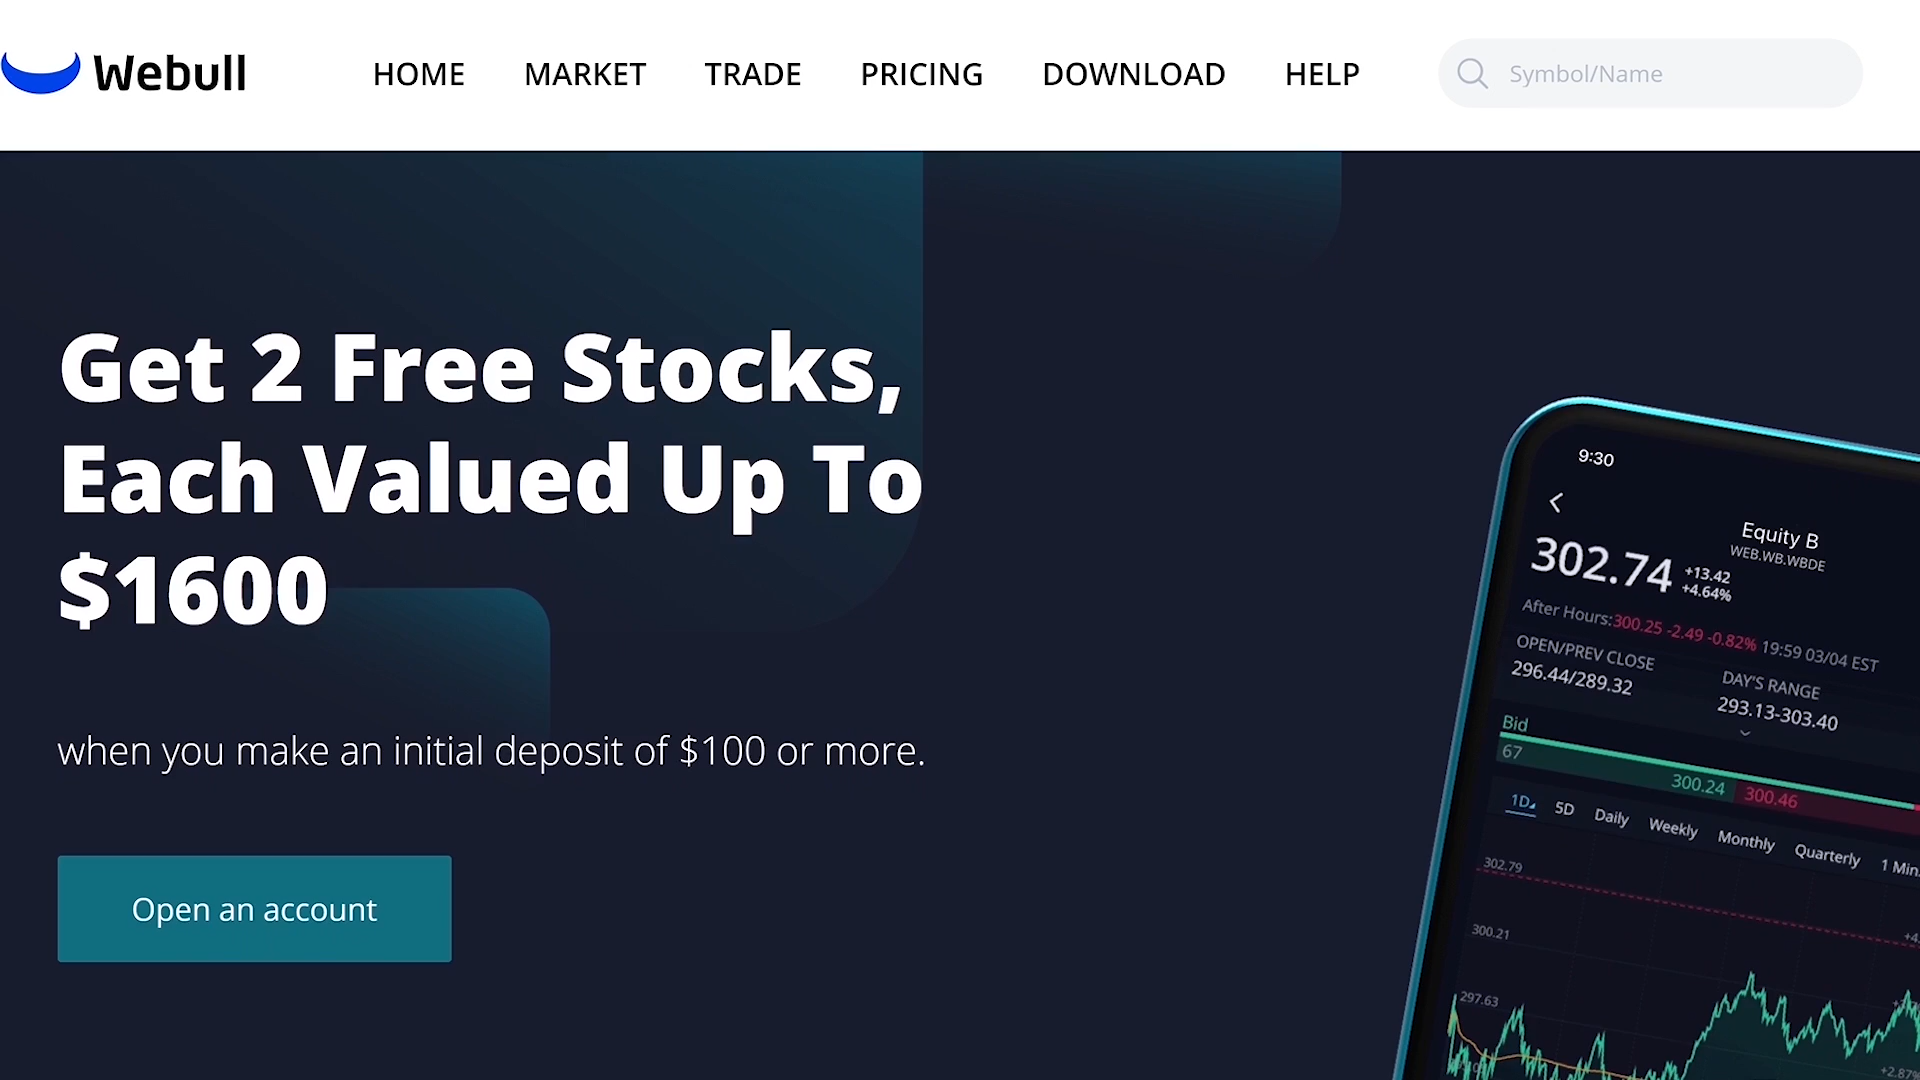 Webull
HOME MARKET TRADE PRICING DOWNLOAD HELP
Symbol/Name
Get 2 Free Stocks,
Each Valued Up To
$1600
when you make an initial deposit of $100 or more.
Open an account
9:30
Equity B
WEB.WB.WBDE
302.74
+13.42
+4.64%
After Hours:300.25 -2.49 -0.82% 19:59 03/04 EST
OPEN/PREV CLOSE
296.44/289.32
DAY'S RANGE
293.13-303.40
Bid
67
300.24 300.46
1D 5D Daily Weekly Monthly Quarterly 1 Min.
302.79
300.21
297.63
+2.87%